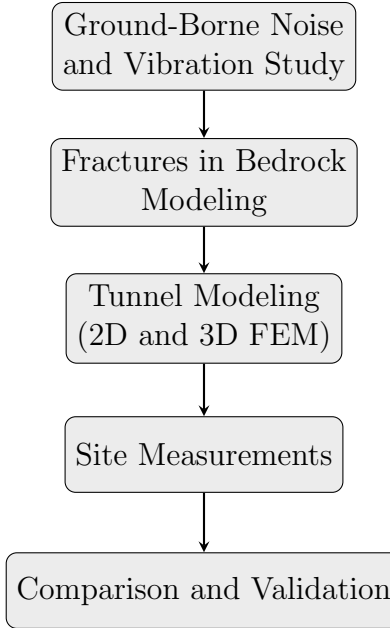 Ground-Borne Noise
and Vibration Study
Fractures in Bedrock
Modeling
Tunnel Modeling
(2D and 3D FEM)
Site Measurements
Comparison and Validation